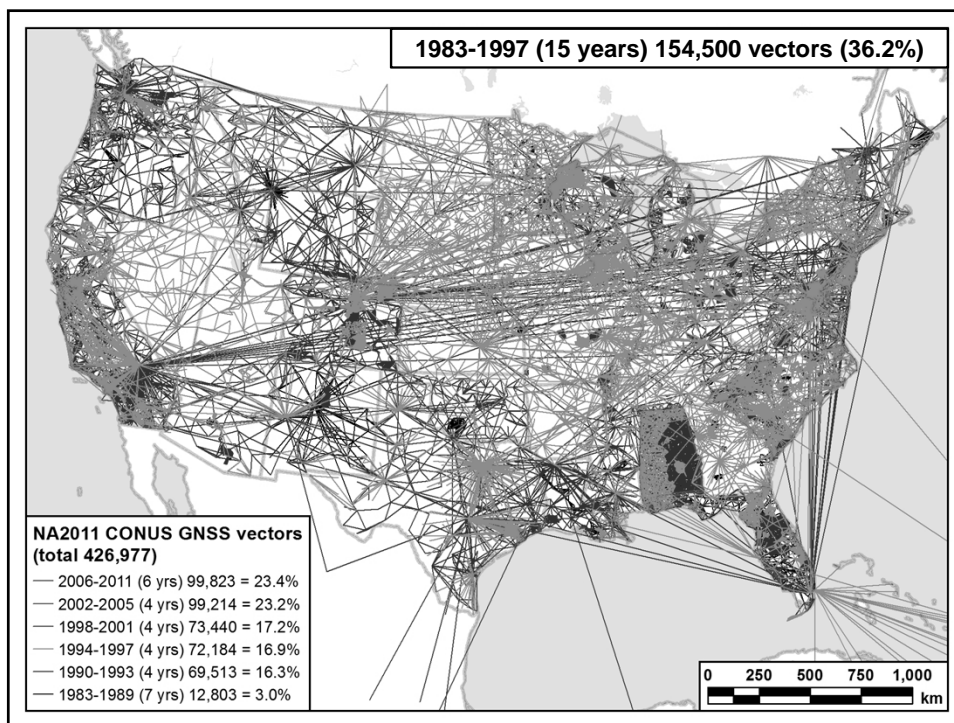 1983-1997 (15 years) 154,500 vectors (36.2%)
NA2011 CONUS GNSS vectors
(total 426,977)
2006-2011 (6 yrs) 99,823 = 23.4%
2002-2005 (4 yrs) 99,214 = 23.2%
1998-2001 (4 yrs) 73,440 = 17.2%
1994-1997 (4 yrs) 72,184 = 16.9%
1990-1993 (4 yrs) 69,513 = 16.3%
1983-1989 (7 yrs) 12,803 = 3.0%
0 250 500 750 1,000
km